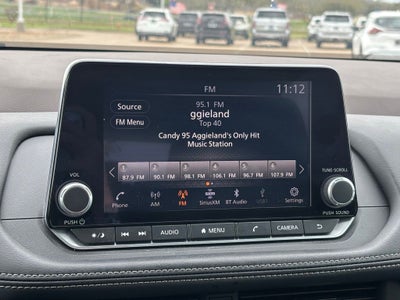 FM
11:12
Source
95.1 FM
ggieland
FM Menu
Top 40
Candy 95 Aggieland's Only Hit
Music Station
VOL
TUNE·SCROLL
87.9 FM
90.1 FM
98.1 FM
106.1 FM
96.7 FM
107.9 FM
Phone
AM
FM
SiriusXM
BT Audio
USB
Settings
PUSH
PUSH SOUND
AUDIO
MENU
CAMERA